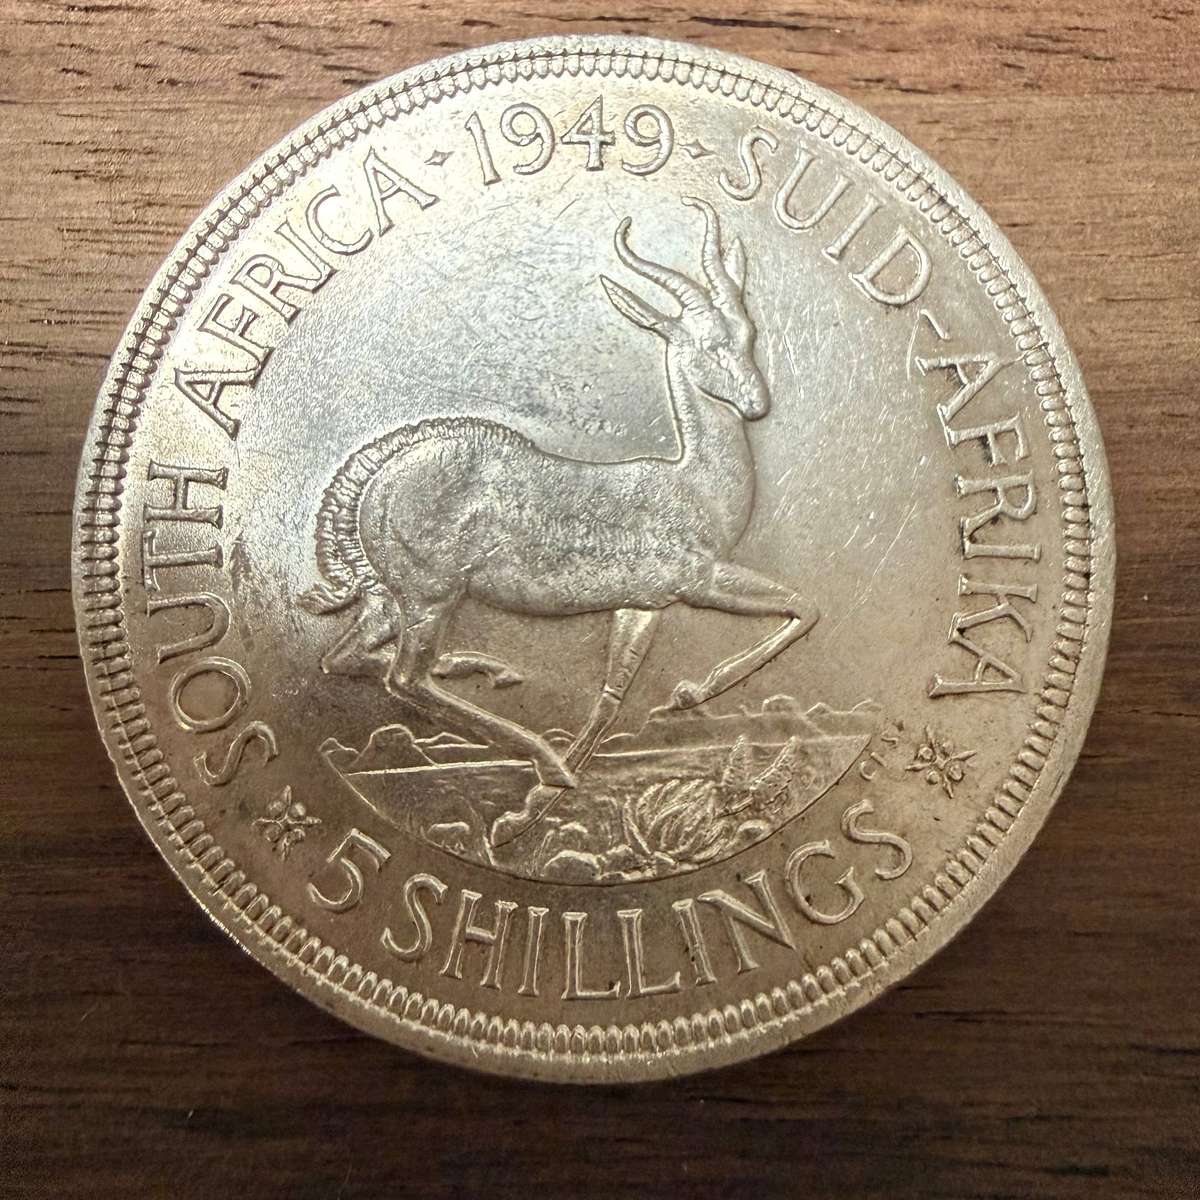 SOUTH AFRICA · 1949 · SUID-AFRIKA
5 SHILLINGS